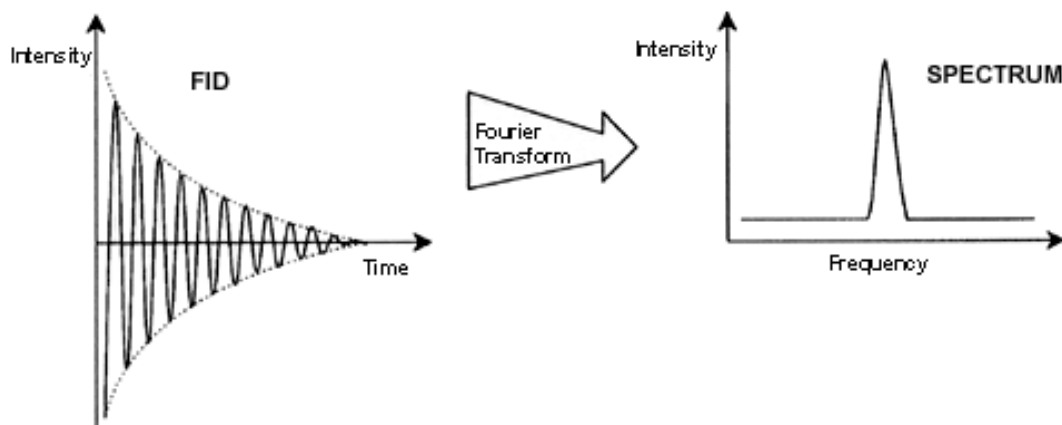 Intensity
FID
Time
Fourier
Transform
Intensity
SPECTRUM
Frequency